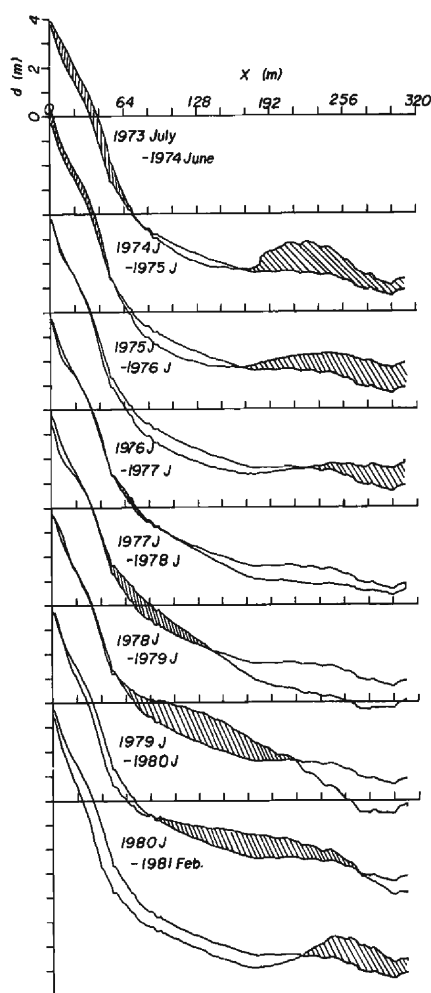 4
2
0
0
d (m)
X (m)
64 128 192 256 320
1973 July
-1974 June
1974 J
-1975 J
1975 J
-1976 J
1976 J
-1977 J
1977 J
-1978 J
1978 J
-1979 J
1979 J
-1980 J
1980 J
-1981 Feb.